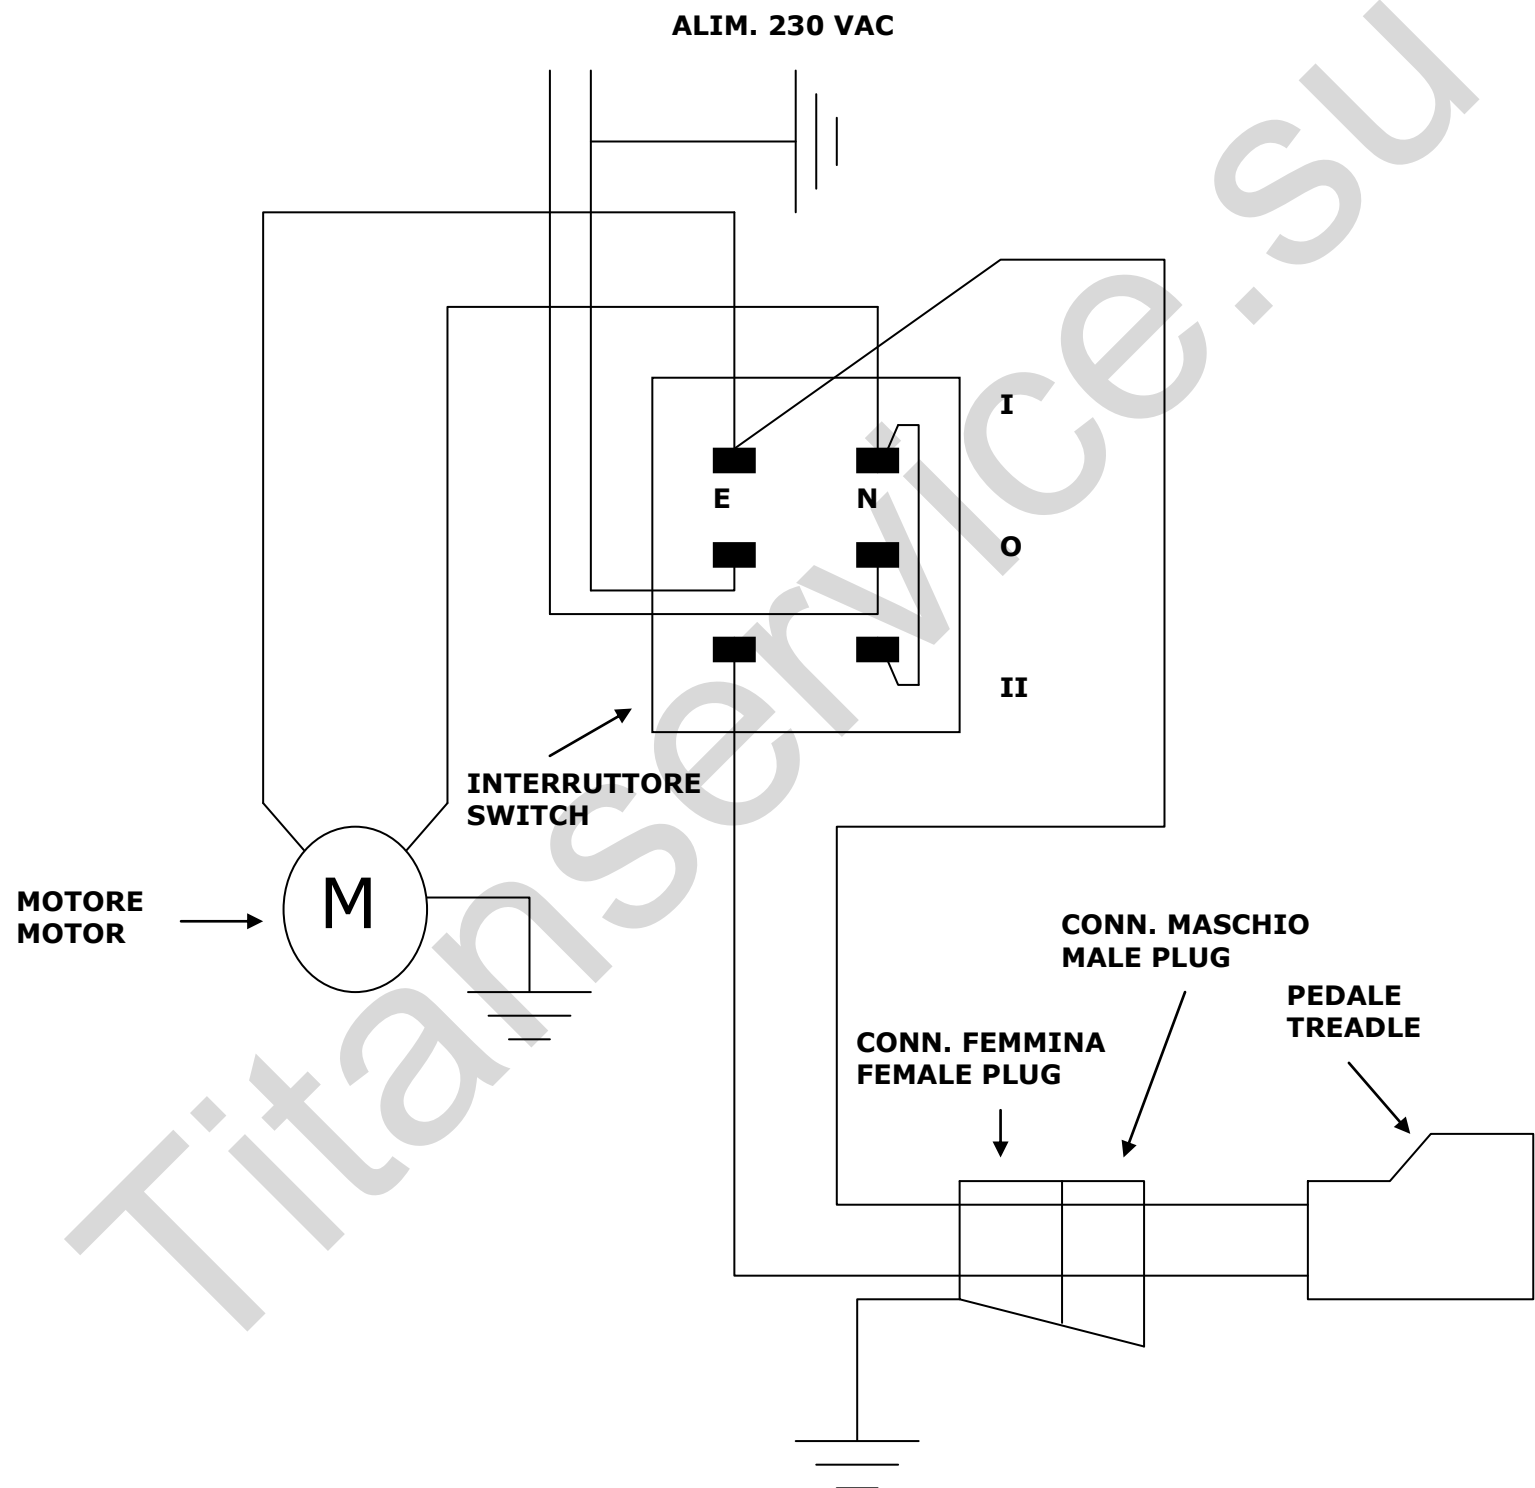 ALIM. 230 VAC
I
E
N
O
II
INTERRUTTORE
SWITCH
MOTORE
MOTOR
M
CONN. MASCHIO
MALE PLUG
PEDALE
TREADLE
CONN. FEMMINA
FEMALE PLUG
Titanservice.su